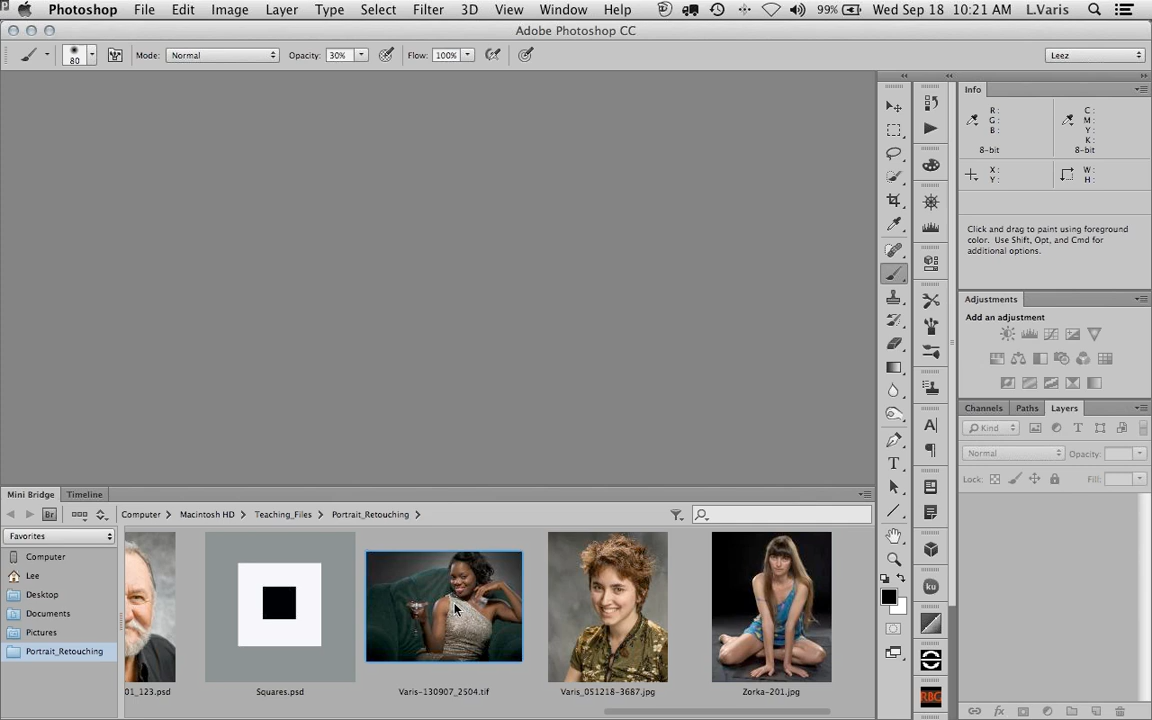 Photoshop File Edit Image Layer Type Select Filter 3D View Window Help 99% Wed Sep 18 10:21 AM L.Varis
Adobe Photoshop CC
80 Mode: Normal Opacity: 30% Flow: 100% Leez
Info
R: C:
G: M:
B: Y:
K:
8-bit 8-bit
X: W:
Y: H:
Click and drag to paint using foreground
color. Use Shift, Opt, and Cmd for
additional options.
Adjustments
Add an adjustment
Channels Paths Layers
Kind
Normal Opacity:
Lock: Fill:
Mini Bridge Timeline
Br Computer Macintosh HD Teaching_Files Portrait_Retouching
Favorites
Computer
Lee
Desktop
Documents
Pictures
Portrait_Retouching
01_123.psd Squares.psd Varis-130907_2504.tif Varis_051218-3687.jpg Zorka-201.jpg
A
T
ku
RBG
fx